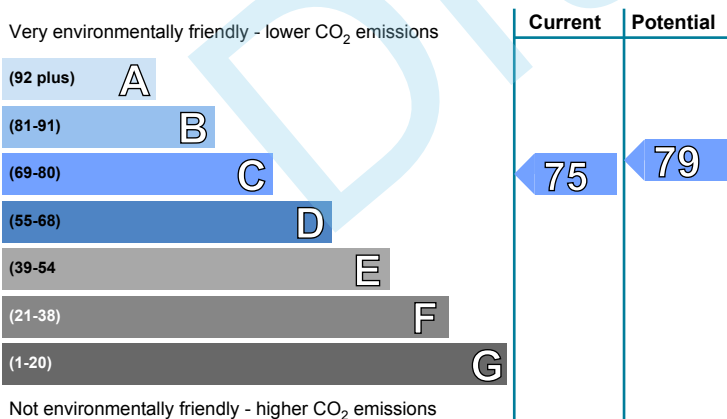 Very environmentally friendly - lower CO2 emissions
Current Potential
(92 plus) A
(81-91) B
(69-80) C
75 79
(55-68) D
(39-54 E
(21-38) F
(1-20) G
Not environmentally friendly - higher CO2 emissions